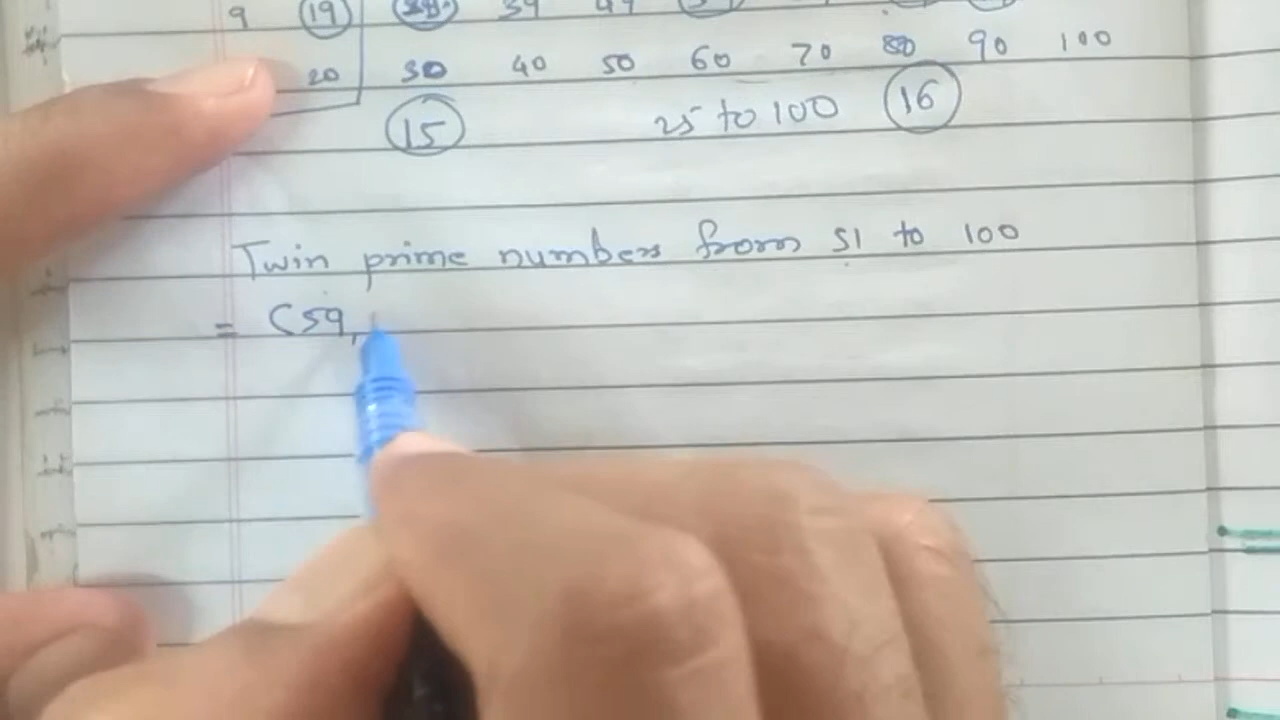 9 19 39 49
20 30 40 50 60 70 80 90 100
15 25 to 100 16
Twin prime numbers from 51 to 100
= (59,